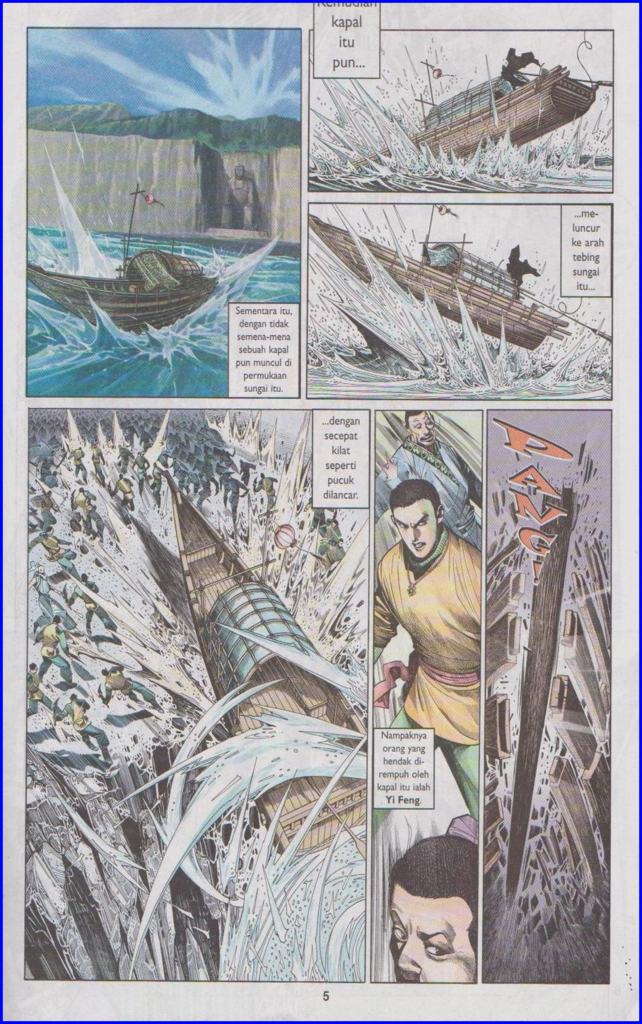 Sementara itu,
dengan tidak
semena-mena
sebuah kapal
pun muncul di
permukaan
sungai itu.
Kemudian
kapal
itu
pun...
...me-
luncur
ke arah
tebing
sungai
itu...
...dengan
secepat
kilat
seperti
pucuk
dilancar.
Nampaknya
orang yang
hendak di-
rempuh oleh
kapal itu ialah
Yi Feng.
PANG!
5